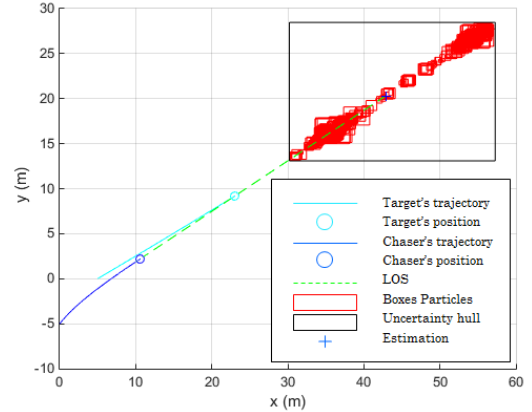 30
25
20
15
10
5
0
-5
-10
y (m)
0
10
20
30
40
50
60
x (m)
Target's trajectory
Target's position
Chaser's trajectory
Chaser's position
LOS
Boxes Particles
Uncertainty hull
Estimation